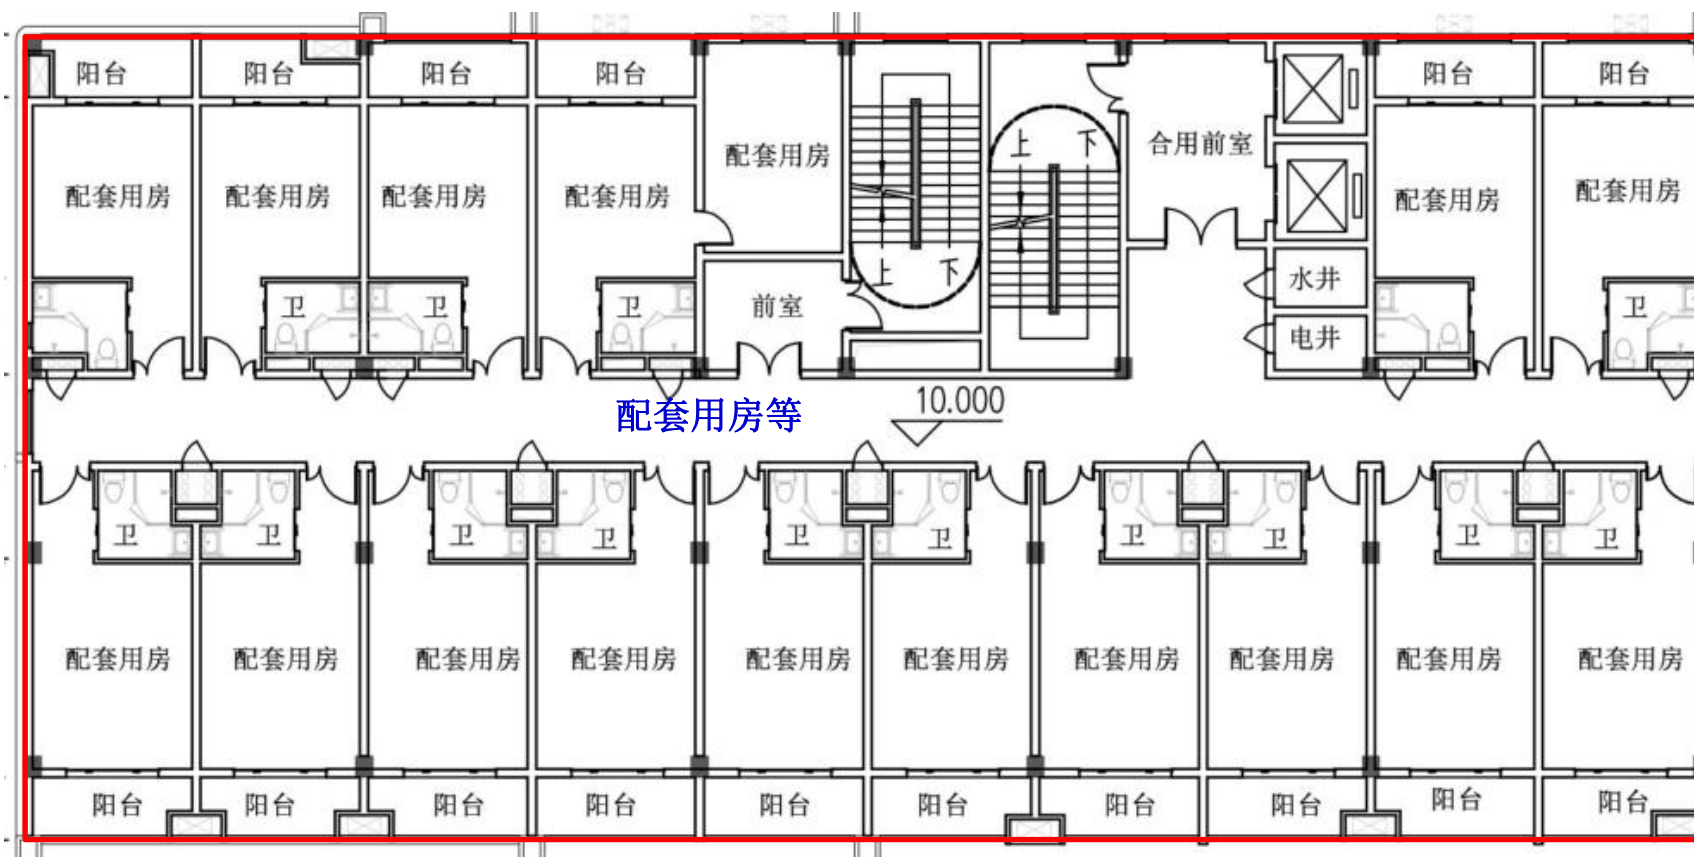 阳台 阳台 阳台 阳台 阳台 阳台
配套用房 合用前室
配套用房 配套用房 配套用房 配套用房 配套用房 配套用房
上 下
上 下
水井
卫 卫 卫 前室 卫
电井
配套用房等 10.000
卫 卫 卫 卫 卫 卫 卫 卫 卫 卫
配套用房 配套用房 配套用房 配套用房 配套用房 配套用房 配套用房 配套用房 配套用房 配套用房
阳台 阳台 阳台 阳台 阳台 阳台 阳台 阳台 阳台 阳台